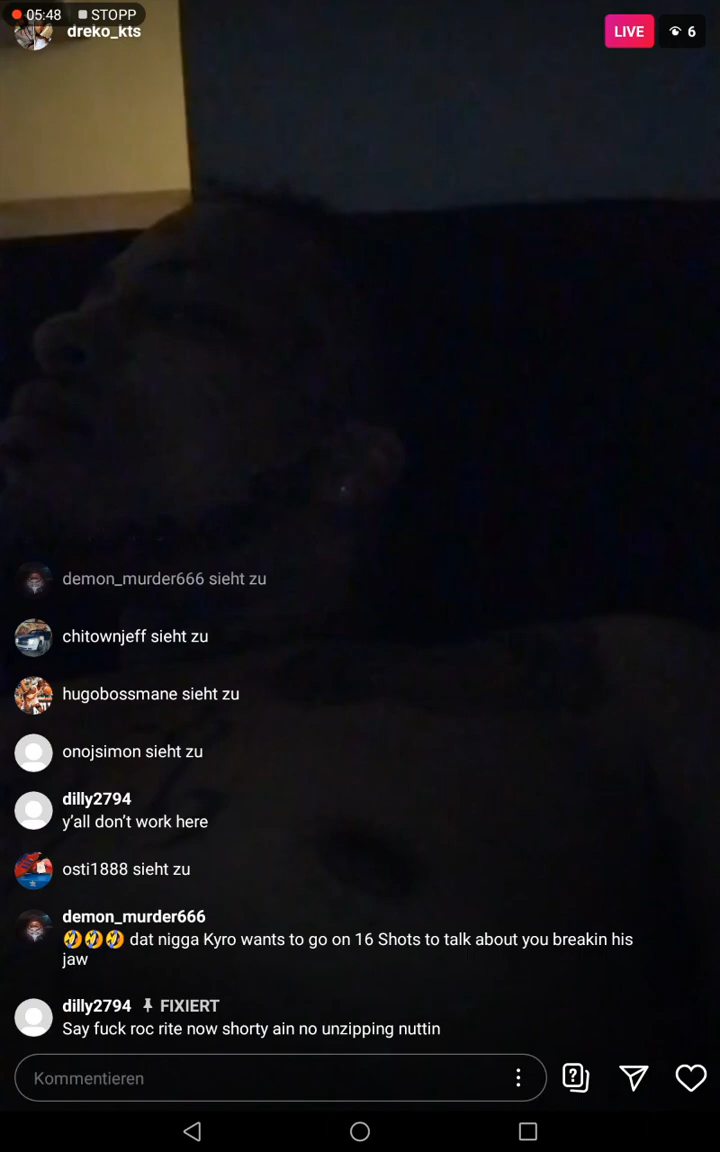 05:48 STOPP
dreko_kts
LIVE 6
demon_murder666 sieht zu
chitownjeff sieht zu
hugobossmane sieht zu
onojsimon sieht zu
dilly2794
y'all don't work here
osti1888 sieht zu
demon_murder666
🤣🤣🤣 dat nigga Kyro wants to go on 16 Shots to talk about you breakin his
jaw
dilly2794 FIXIERT
Say fuck roc rite now shorty ain no unzipping nuttin
Kommentieren